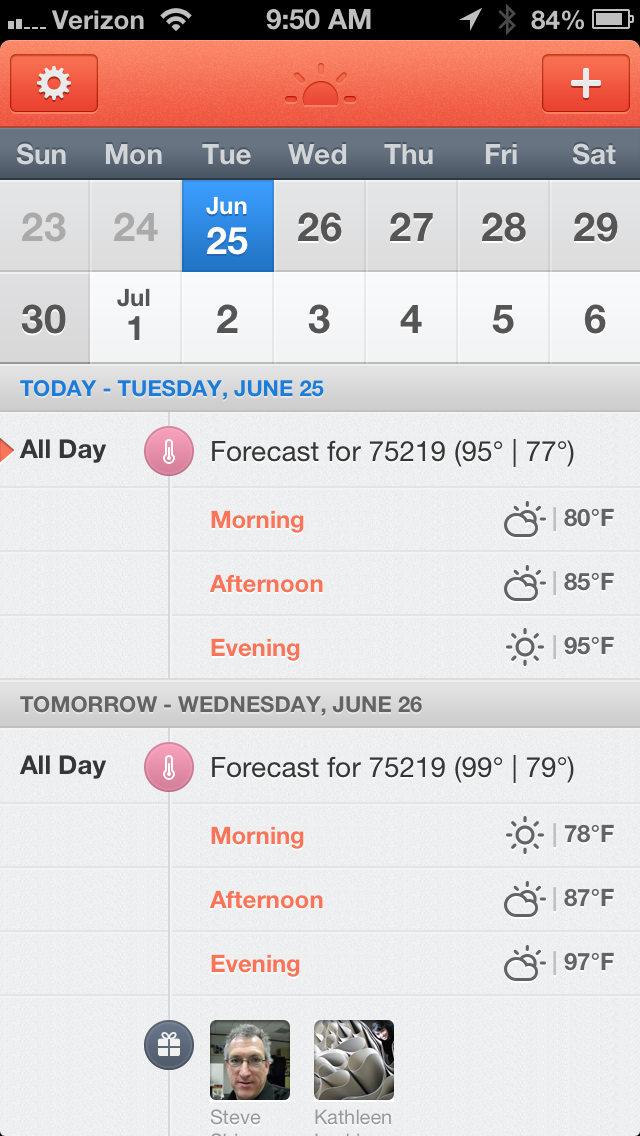 Verizon 9:50 AM 84%
Sun Mon Tue Wed Thu Fri Sat
23 24 Jun 25 26 27 28 29
30 Jul 1 2 3 4 5 6
TODAY - TUESDAY, JUNE 25
All Day Forecast for 75219 (95° | 77°)
Morning 80°F
Afternoon 85°F
Evening 95°F
TOMORROW - WEDNESDAY, JUNE 26
All Day Forecast for 75219 (99° | 79°)
Morning 78°F
Afternoon 87°F
Evening 97°F
Steve Kathleen